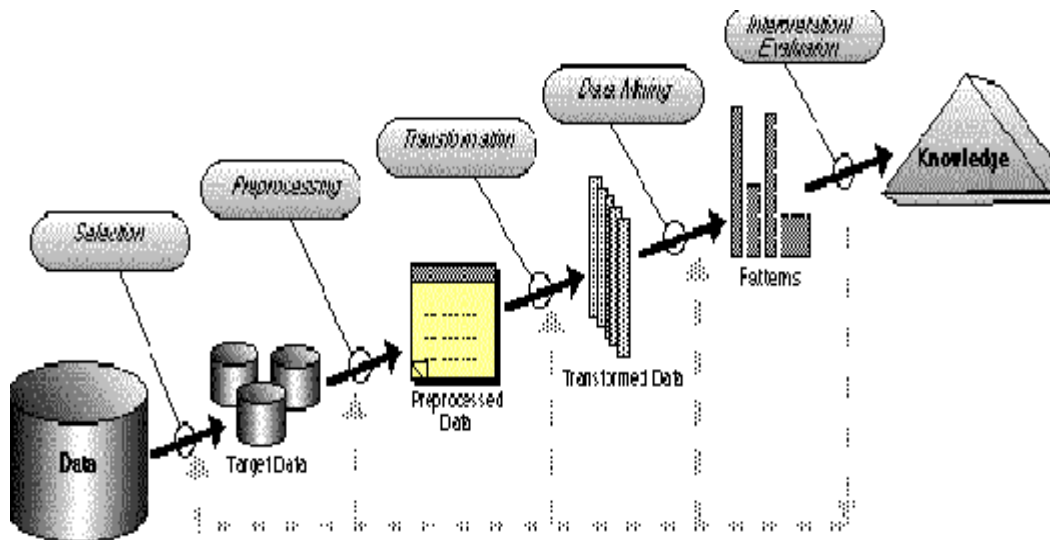 Interpretation/
Evaluation
Data Mining
Transformation
Preprocessing
Selection
Knowledge
Patterns
Transformed Data
Preprocessed
Data
Target Data
Data